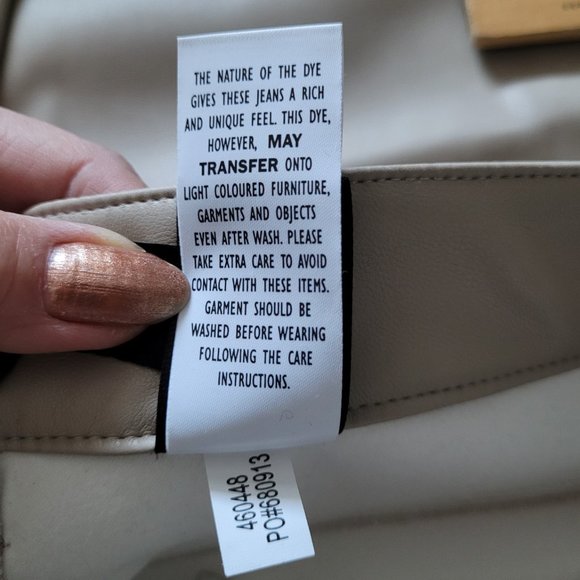 THE NATURE OF THE DYE
GIVES THESE JEANS A RICH
AND UNIQUE FEEL. THIS DYE,
HOWEVER, MAY
TRANSFER ONTO
LIGHT COLOURED FURNITURE,
GARMENTS AND OBJECTS
EVEN AFTER WASH. PLEASE
TAKE EXTRA CARE TO AVOID
CONTACT WITH THESE ITEMS.
GARMENT SHOULD BE
WASHED BEFORE WEARING
FOLLOWING THE CARE
INSTRUCTIONS.
460448
PO#680913